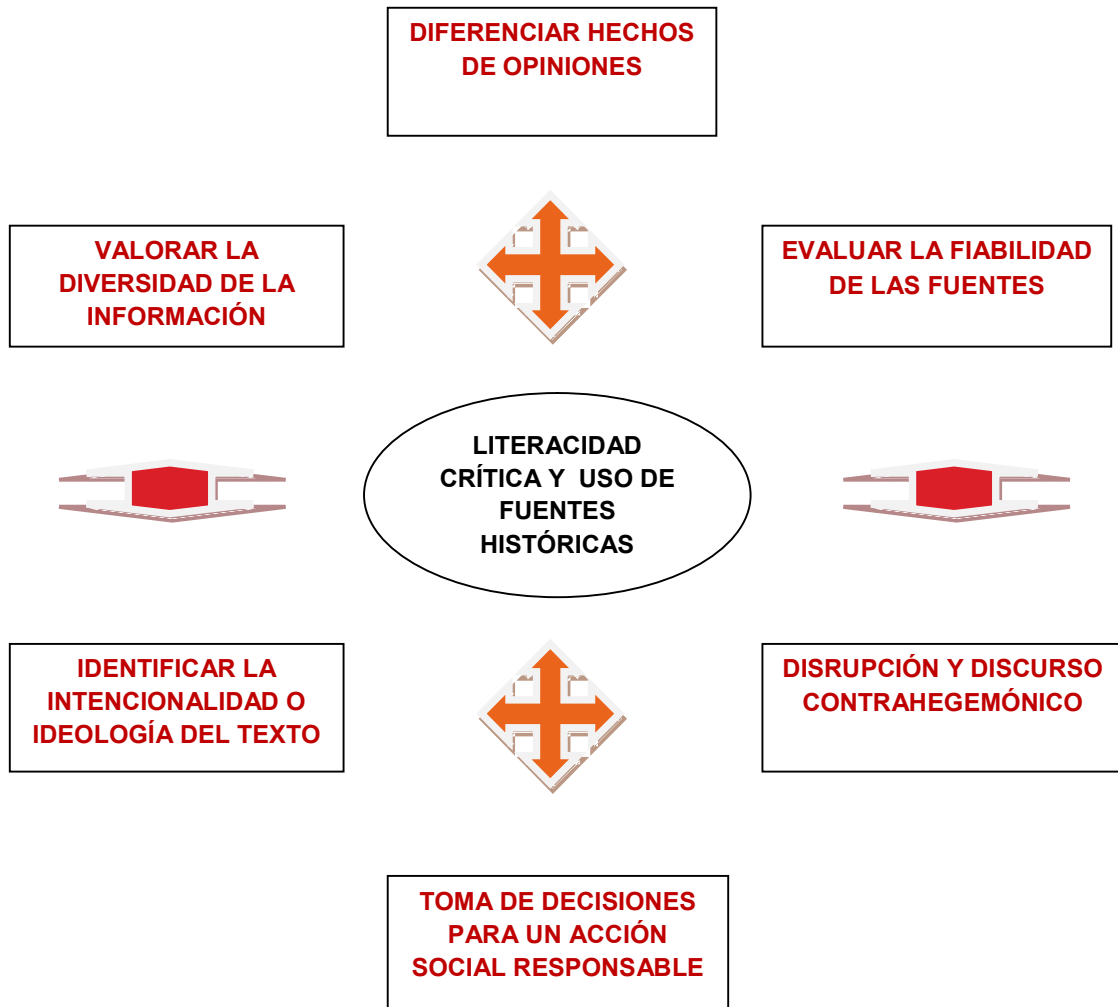 DIFERENCIAR HECHOS
DE OPINIONES
VALORAR LA
DIVERSIDAD DE LA
INFORMACIÓN
EVALUAR LA FIABILIDAD
DE LAS FUENTES
LITERACIDAD
CRÍTICA Y USO DE
FUENTES
HISTÓRICAS
IDENTIFICAR LA
INTENCIONALIDAD O
IDEOLOGÍA DEL TEXTO
DISRUPCIÓN Y DISCURSO
CONTRAHEGEMÓNICO
TOMA DE DECISIONES
PARA UN ACCIÓN
SOCIAL RESPONSABLE